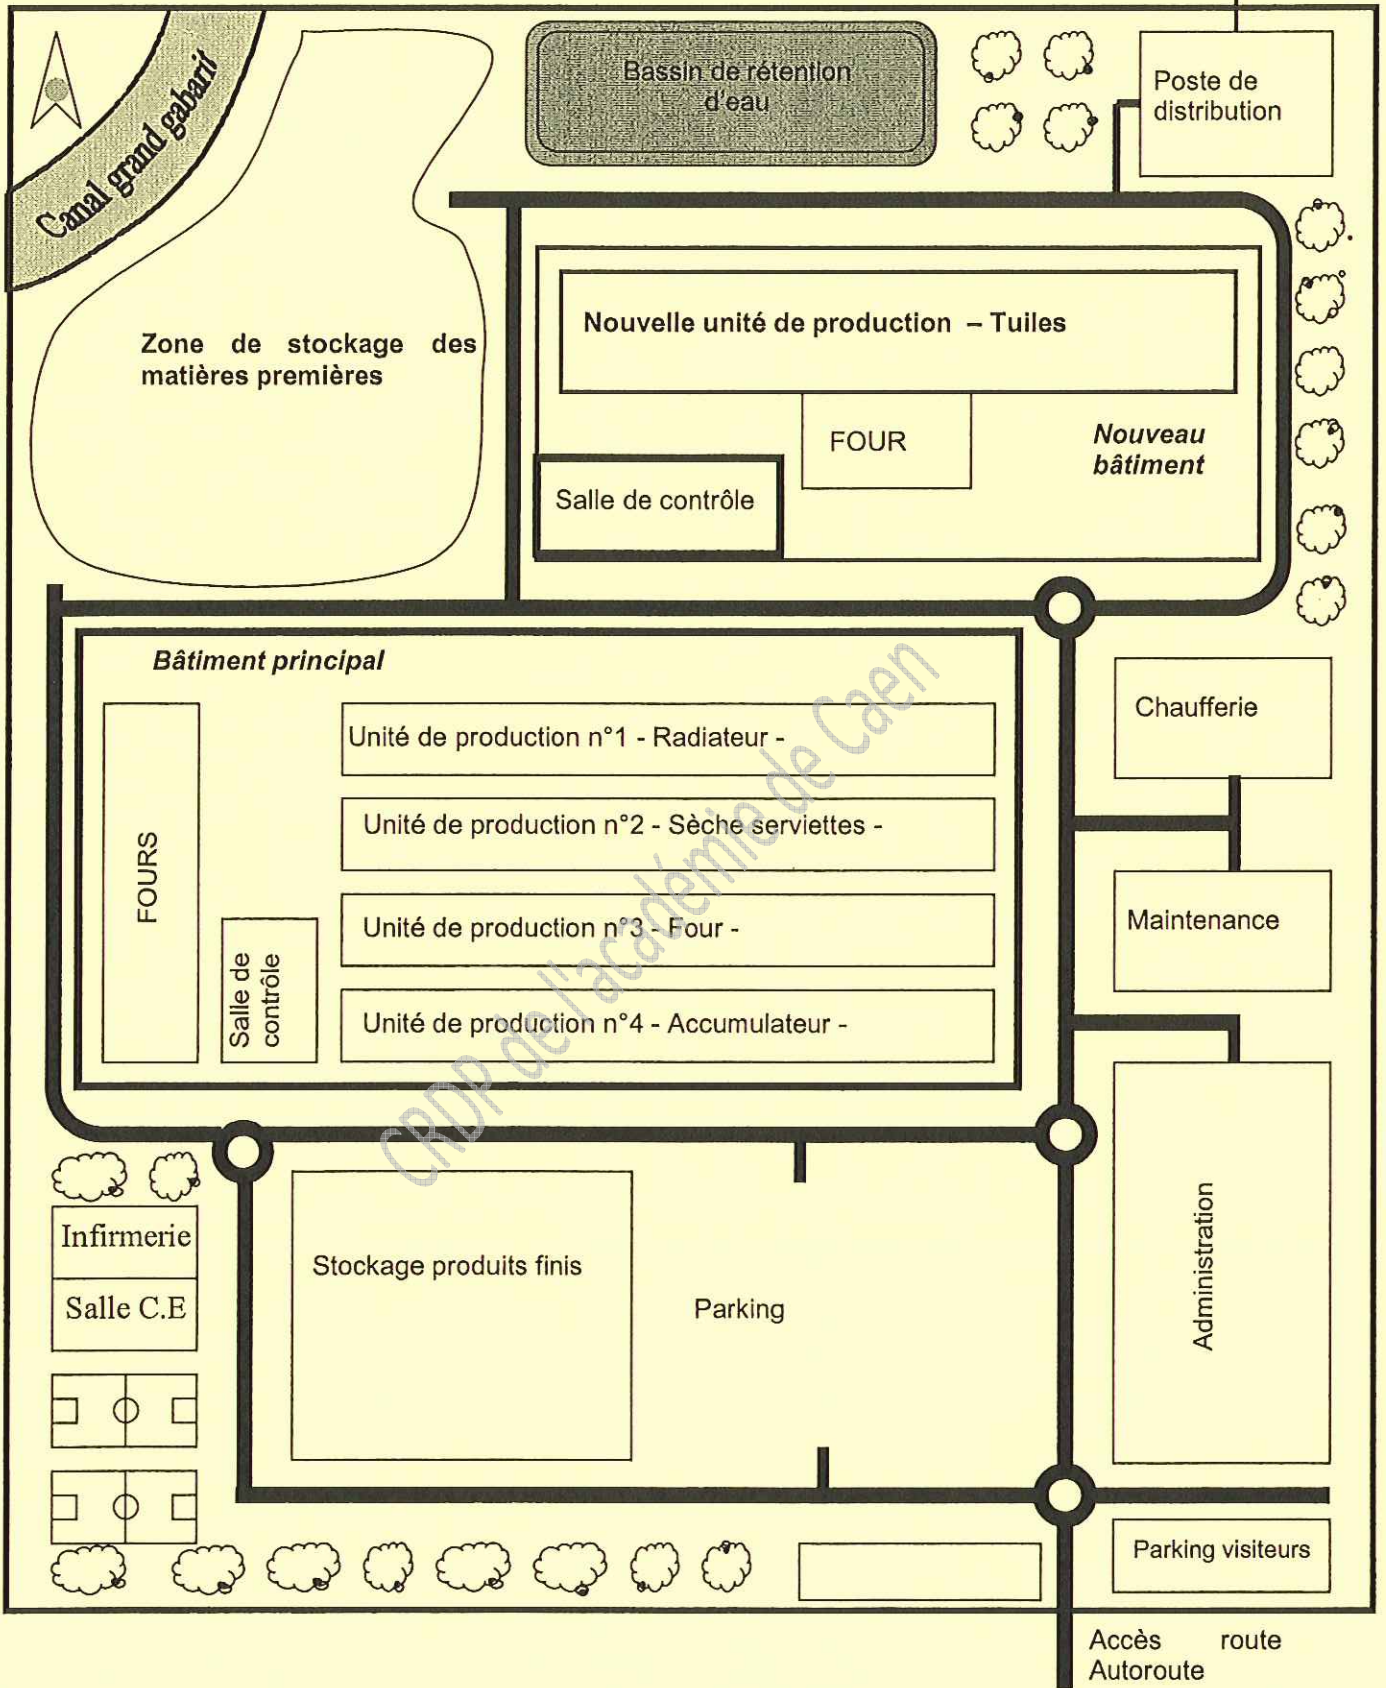 Canal grand gabarit
Bassin de rétention
d'eau
Poste de
distribution
Zone de stockage des
matières premières
Nouvelle unité de production – Tuiles
FOUR
Nouveau
bâtiment
Salle de contrôle
Bâtiment principal
Chaufferie
Unité de production n°1 - Radiateur -
Unité de production n°2 - Sèche serviettes -
FOURS
Unité de production n°3 - Four -
Maintenance
Salle de
contrôle
Unité de production n°4 - Accumulateur -
CRDP de l'académie de Caen
Infirmerie
Salle C.E
Stockage produits finis
Parking
Administration
Parking visiteurs
Accès route
Autoroute